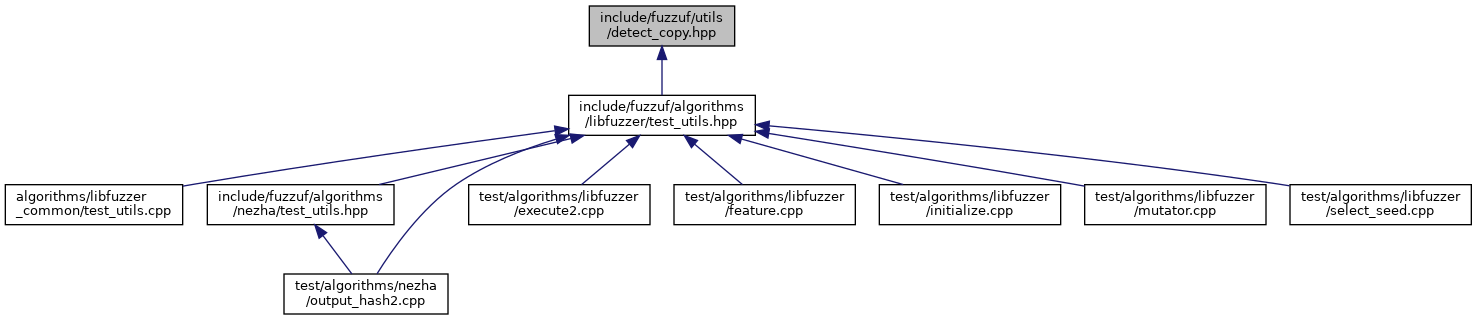 include/fuzzuf/utils
/detect_copy.hpp
include/fuzzuf/algorithms
/libfuzzer/test_utils.hpp
algorithms/libfuzzer
_common/test_utils.cpp
include/fuzzuf/algorithms
/nezha/test_utils.hpp
test/algorithms/libfuzzer
/execute2.cpp
test/algorithms/libfuzzer
/feature.cpp
test/algorithms/libfuzzer
/initialize.cpp
test/algorithms/libfuzzer
/mutator.cpp
test/algorithms/libfuzzer
/select_seed.cpp
test/algorithms/nezha
/output_hash2.cpp